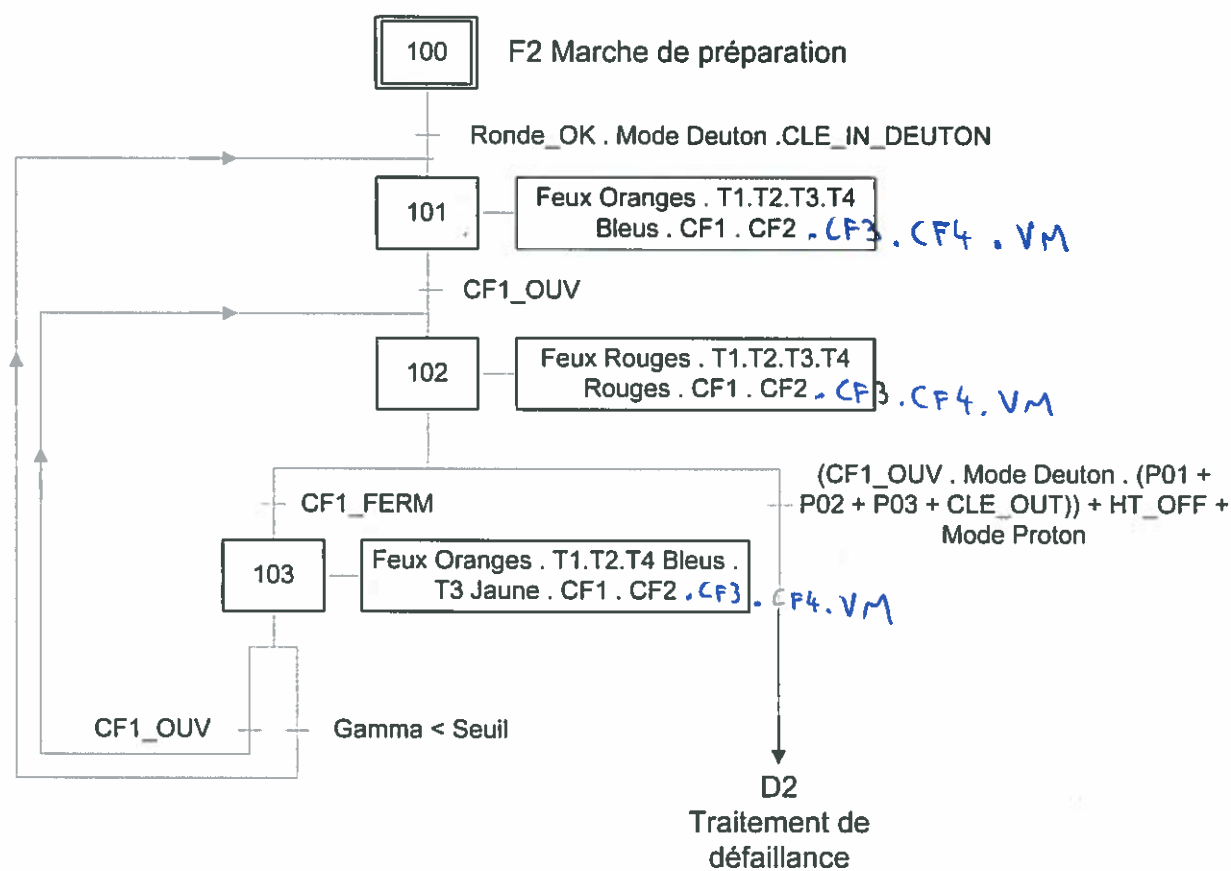 100
F2 Marche de préparation
Ronde_OK . Mode Deuton .CLE_IN_DEUTON
101
Feux Oranges . T1.T2.T3.T4
Bleus . CF1 . CF2 . CF3 . CF4 . VM
CF1_OUV
102
Feux Rouges . T1.T2.T3.T4
Rouges . CF1 . CF2 . CF3 . CF4 . VM
CF1_FERM
(CF1_OUV . Mode Deuton . (P01 +
P02 + P03 + CLE_OUT)) + HT_OFF +
Mode Proton
103
Feux Oranges . T1.T2.T4 Bleus .
T3 Jaune . CF1 . CF2 . CF3 . CF4 . VM
CF1_OUV
Gamma < Seuil
D2
Traitement de
défaillance